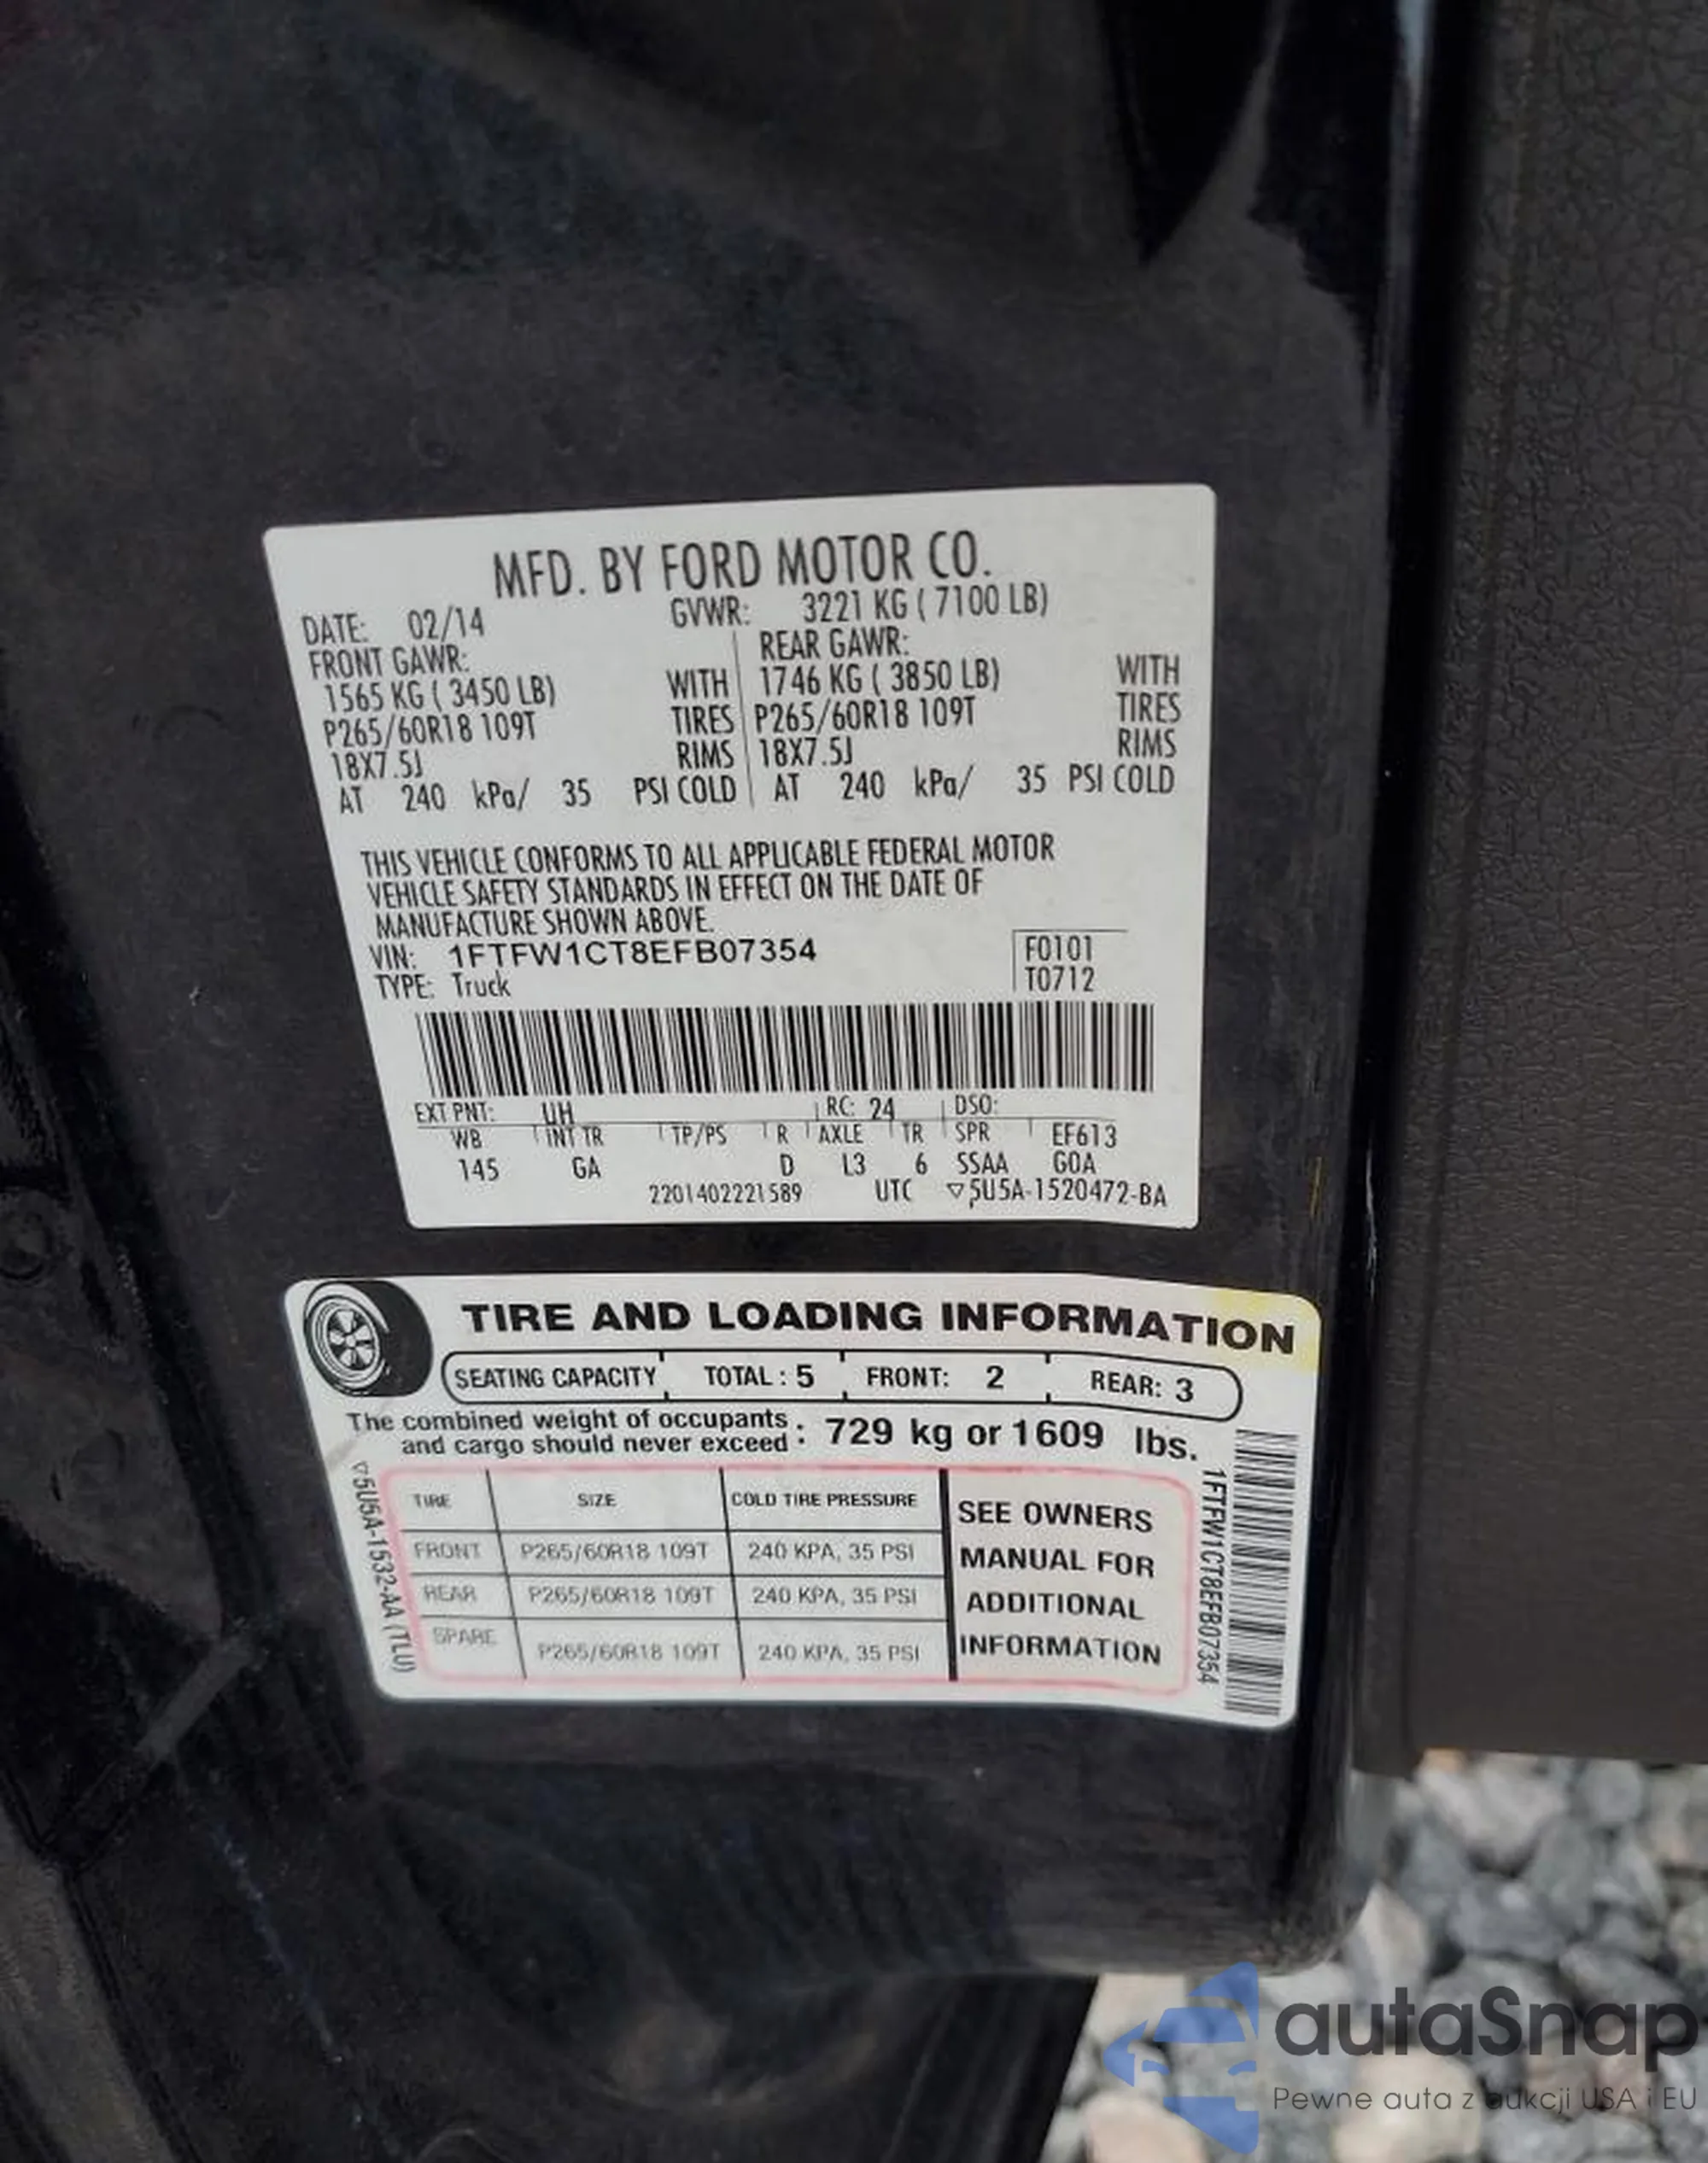 MFD. BY FORD MOTOR CO.
DATE: 02/14 GVWR: 3221 KG ( 7100 LB)
FRONT GAWR: REAR GAWR:
1565 KG ( 3450 LB) WITH 1746 KG ( 3850 LB) WITH
P265/60R18 109T TIRES P265/60R18 109T TIRES
18X7.5J RIMS 18X7.5J RIMS
AT 240 kPa/ 35 PSI COLD AT 240 kPa/ 35 PSI COLD
THIS VEHICLE CONFORMS TO ALL APPLICABLE FEDERAL MOTOR
VEHICLE SAFETY STANDARDS IN EFFECT ON THE DATE OF
MANUFACTURE SHOWN ABOVE.
VIN: 1FTFW1CT8EFB07354 F0101
TYPE: Truck T0712
EXT PNT: UH RC: 24 DSO:
WB INT TR TP/PS R AXLE TR SPR EF613
145 GA D L3 6 SSAA GOA
2201402221589 UTC ▽5U5A-1520472-BA
TIRE AND LOADING INFORMATION
SEATING CAPACITY TOTAL : 5 FRONT: 2 REAR: 3
The combined weight of occupants
and cargo should never exceed : 729 kg or 1609 lbs.
TIRE SIZE COLD TIRE PRESSURE
FRONT P265/60R18 109T 240 KPA, 35 PSI
REAR P265/60R18 109T 240 KPA, 35 PSI
SPARE P265/60R18 109T 240 KPA, 35 PSI
SEE OWNERS
MANUAL FOR
ADDITIONAL
INFORMATION
▽5U5A-1532-AA (TLU)
1FTFW1CT8EFB07354
autaSnap
Pewne auta z aukcji USA i EU